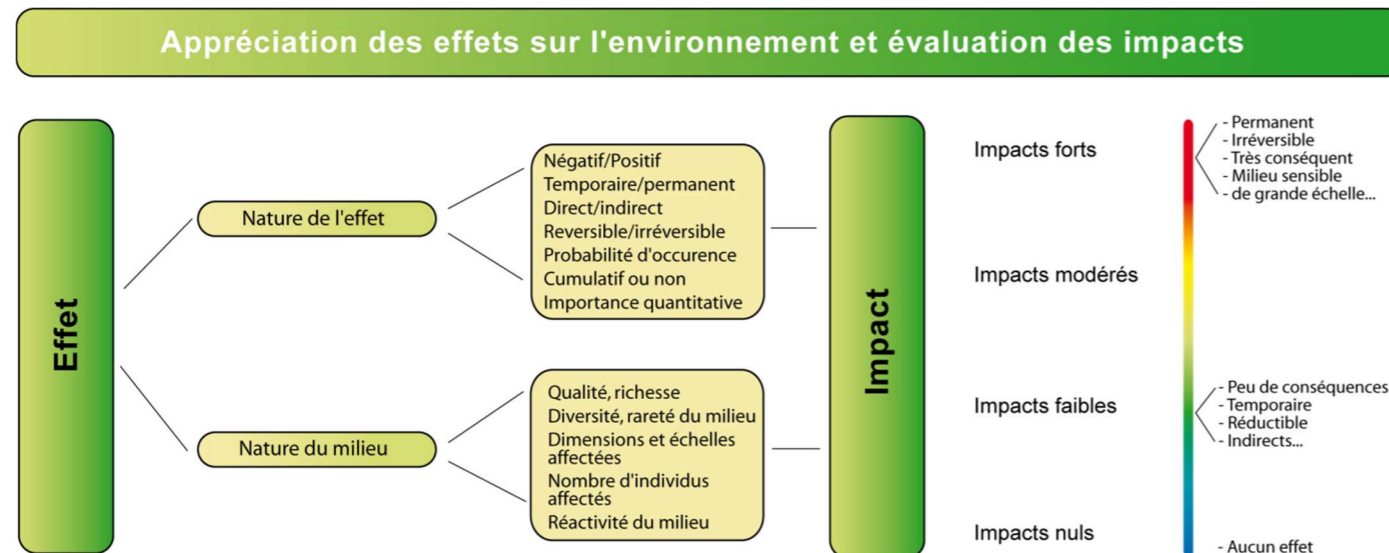 Appréciation des effets sur l'environnement et évaluation des impacts
Effet
Nature de l'effet
Négatif/Positif
Temporaire/permanent
Direct/indirect
Reversible/irréversible
Probabilité d'occurence
Cumulatif ou non
Importance quantitative
Nature du milieu
Qualité, richesse
Diversité, rareté du milieu
Dimensions et échelles
affectées
Nombre d'individus
affectés
Réactivité du milieu
Impact
Impacts forts
- Permanent
- Irréversible
- Très conséquent
- Milieu sensible
- de grande échelle...
Impacts modérés
Impacts faibles
- Peu de conséquences
- Temporaire
- Réductible
- Indirects...
Impacts nuls
- Aucun effet